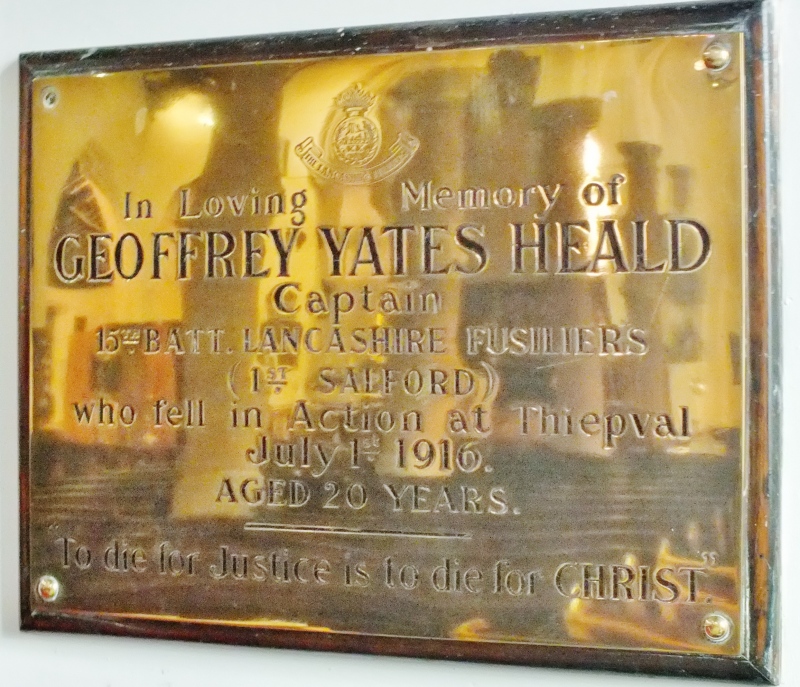 In Loving Memory of
GEOFFREY YATES HEALD
Captain
15TH BATT. LANCASHIRE FUSILIERS
(1ST SALFORD)
who fell in Action at Thiepval
July 1st 1916.
AGED 20 YEARS.
"To die for Justice is to die for CHRIST."